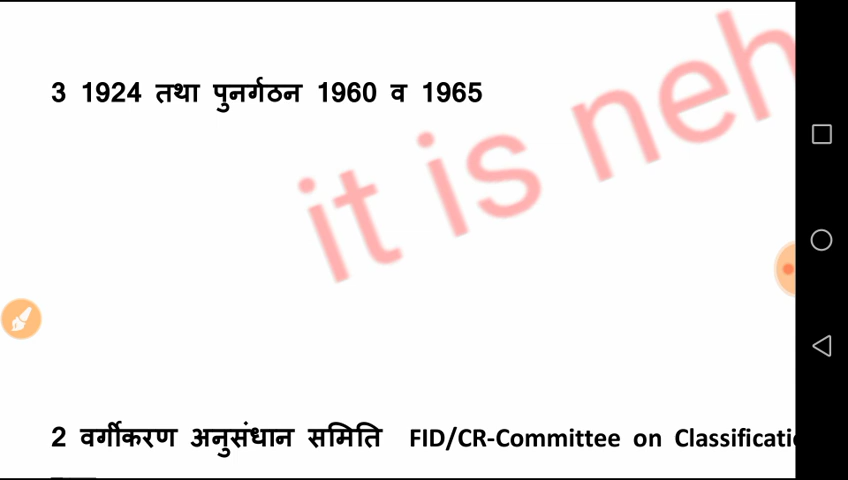 3 1924 तथा पुनर्गठन 1960 व 1965
it is neh
2 वर्गीकरण अनुसंधान समिति FID/CR-Committee on Classificatio